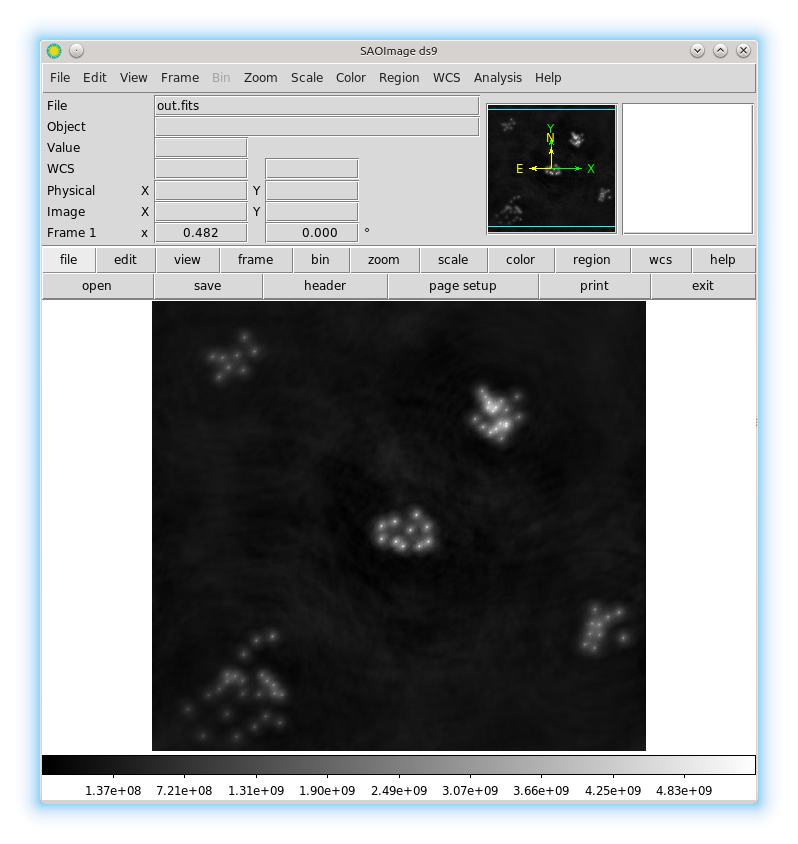 SAOImage ds9
File Edit View Frame Bin Zoom Scale Color Region WCS Analysis Help
File out.fits
Object
Value
WCS
Physical X Y
Image X Y
Frame 1 x 0.482 0.000 °
Y
N
E X
file edit view frame bin zoom scale color region wcs help
open save header page setup print exit
1.37e+08 7.21e+08 1.31e+09 1.90e+09 2.49e+09 3.07e+09 3.66e+09 4.25e+09 4.83e+09